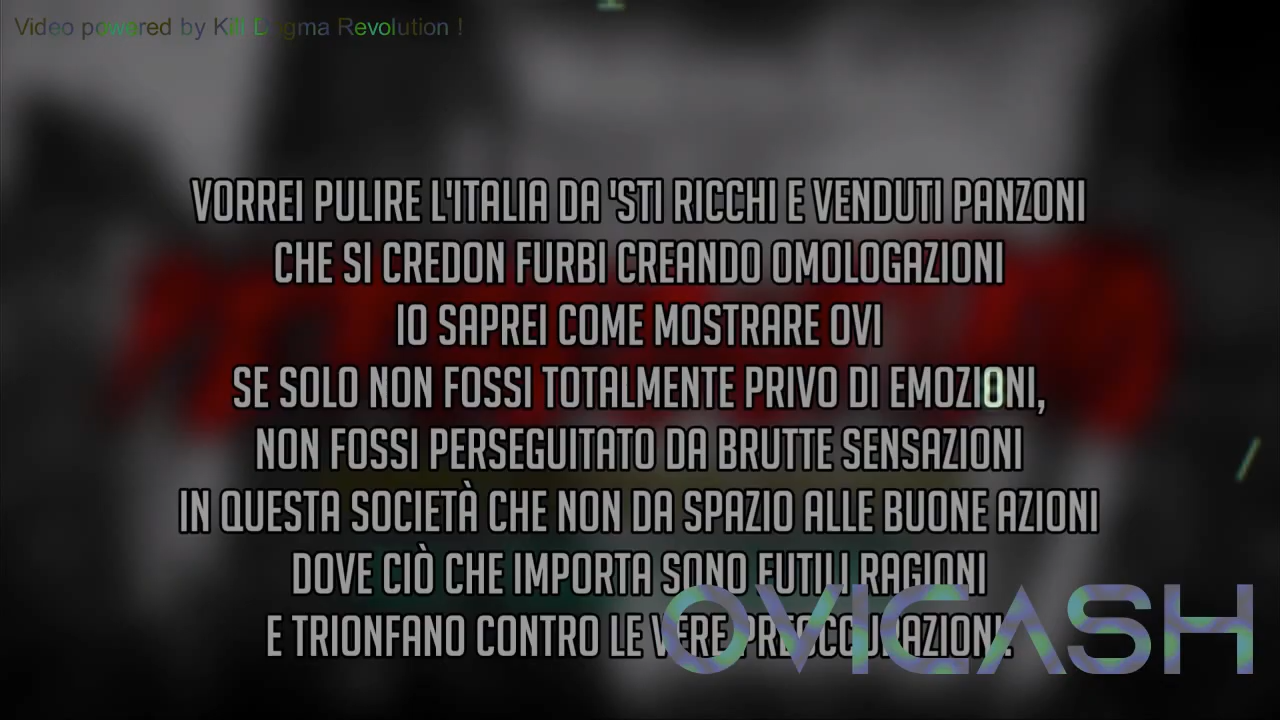 Video powered by Kill Dogma Revolution !
VORREI PULIRE L'ITALIA DA 'STI RICCHI E VENDUTI PANZONI
CHE SI CREDON FURBI CREANDO OMOLOGAZIONI
IO SAPREI COME MOSTRARE OVI
SE SOLO NON FOSSI TOTALMENTE PRIVO DI EMOZIONI,
NON FOSSI PERSEGUITATO DA BRUTTE SENSAZIONI
IN QUESTA SOCIETÀ CHE NON DA SPAZIO ALLE BUONE AZIONI
DOVE CIÒ CHE IMPORTA SONO FUTILI RAGIONI
E TRIONFANO CONTRO LE VERE PREOCCUPAZIONI.
OVICASH